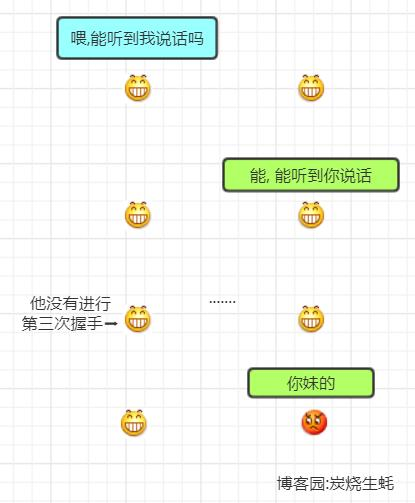 喂,能听到我说话吗
能, 能听到你说话
他没有进行
第三次握手➡
.......
你妹的
博客园:炭烧生蚝